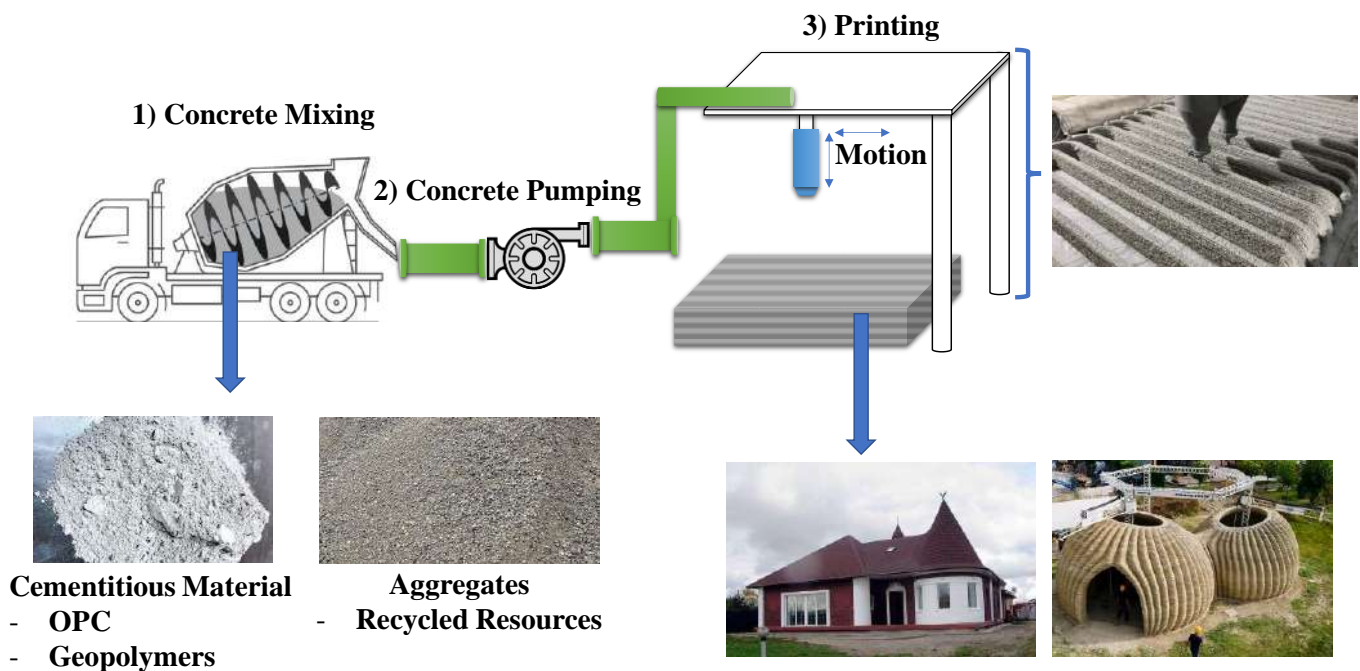 3) Printing
1) Concrete Mixing
Motion
2) Concrete Pumping
Cementitious Material
- OPC
- Geopolymers
Aggregates
- Recycled Resources